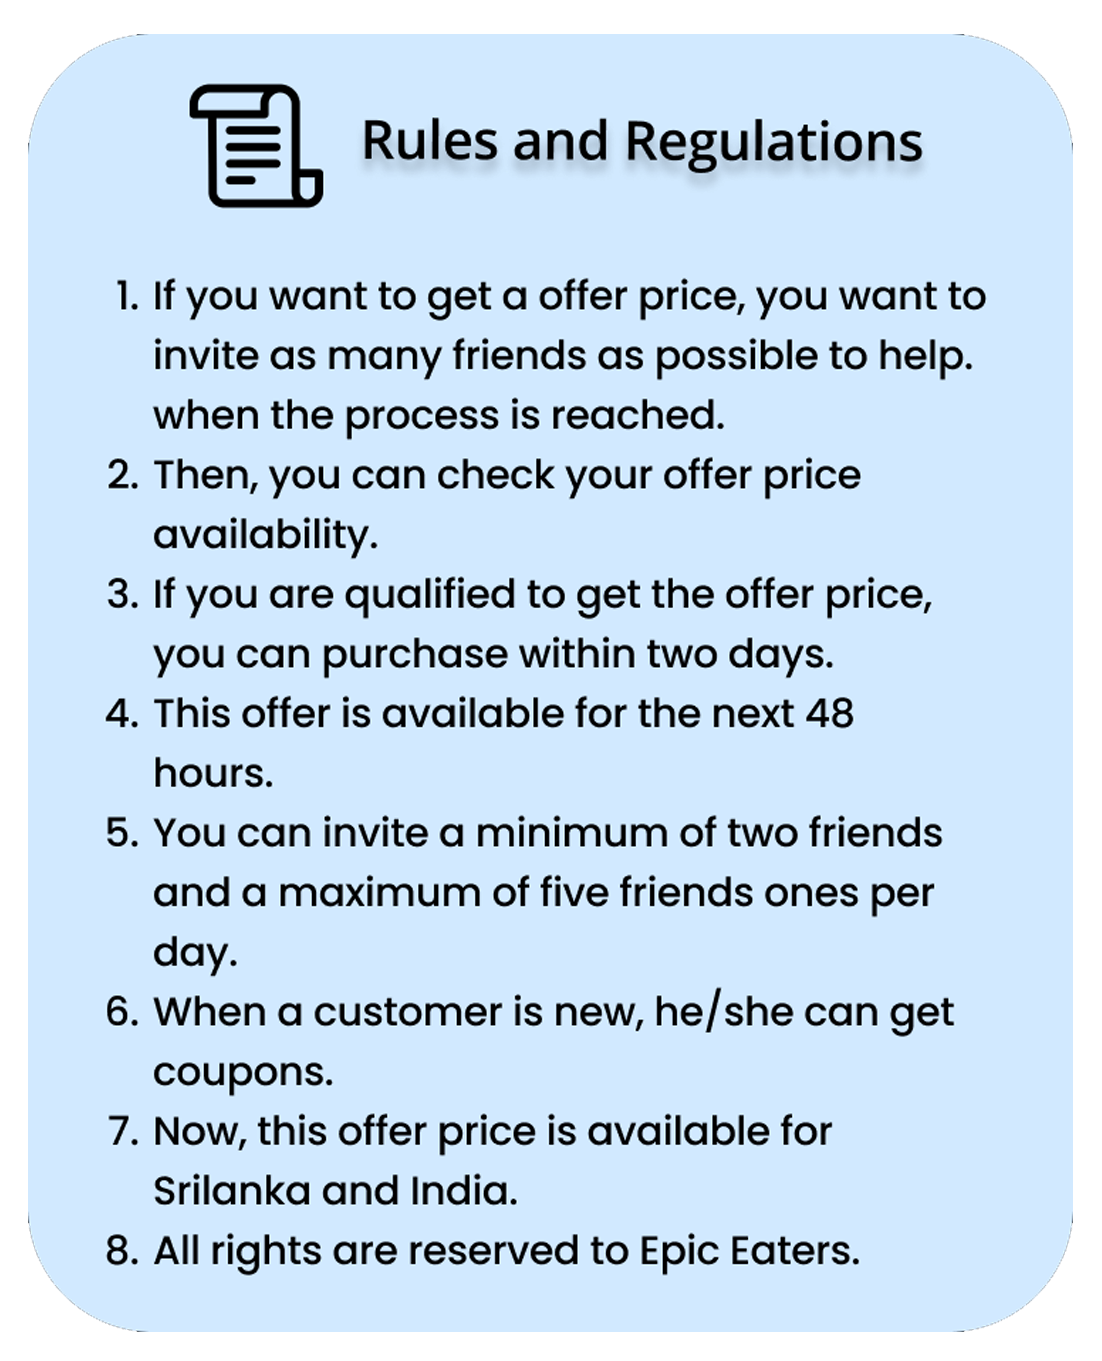 Rules and Regulations
1. If you want to get a offer price, you want to
invite as many friends as possible to help.
when the process is reached.
2. Then, you can check your offer price
availability.
3. If you are qualified to get the offer price,
you can purchase within two days.
4. This offer is available for the next 48
hours.
5. You can invite a minimum of two friends
and a maximum of five friends ones per
day.
6. When a customer is new, he/she can get
coupons.
7. Now, this offer price is available for
Srilanka and India.
8. All rights are reserved to Epic Eaters.